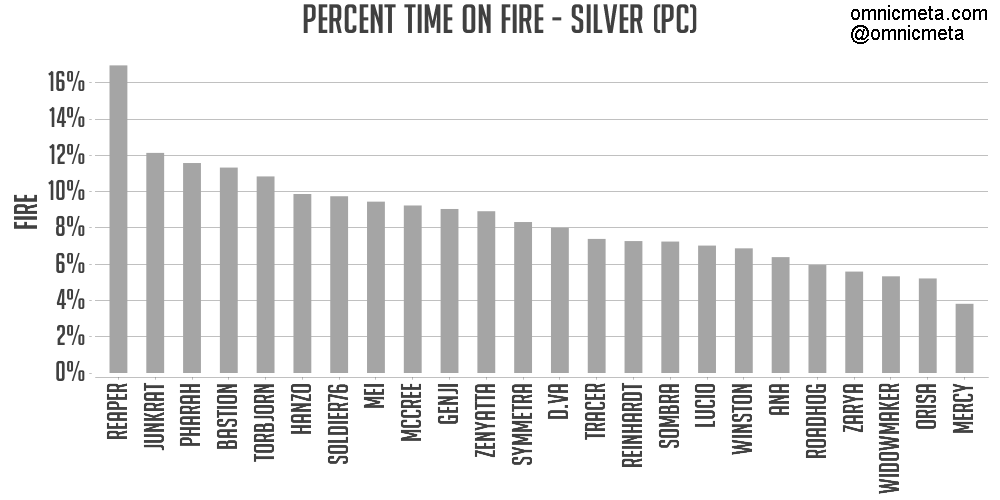 PERCENT TIME ON FIRE - SILVER (PC)
omnicmeta.com
@omnicmeta
FIRE
16%
14%
12%
10%
8%
6%
4%
2%
0%
REAPER
JUNKRAT
PHARAH
BASTION
TORBJORN
HANZO
SOLDIER76
MEI
MCCREE
GENJI
ZENYATTA
SYMMETRA
D.VA
TRACER
REINHARDT
SOMBRA
LUCIO
WINSTON
ANA
ROADHOG
ZARYA
WIDOWMAKER
ORISA
MERCY